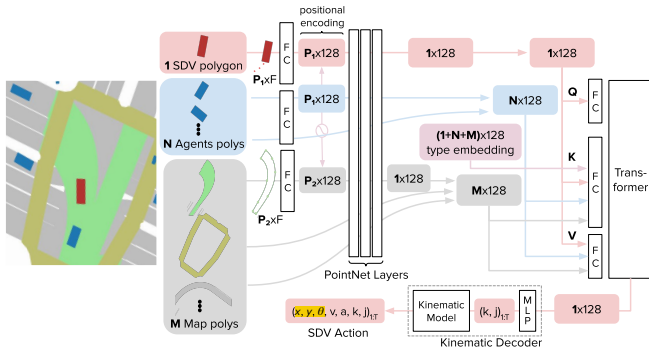 positional
encoding
1 SDV polygon
P₁xF
F
C
P₁x128
1x128
1x128
N Agents polys
F
C
P₁x128
Nx128
Q
F
C
(1+N+M)x128
type embedding
K
F
C
Trans-
former
P₂xF
F
C
P₂x128
1x128
Mx128
V
F
C
M Map polys
PointNet Layers
(x, y, θ, v, a, k, j)₁:T
SDV Action
Kinematic
Model
(k, j)₁:T
M
L
P
1x128
Kinematic Decoder